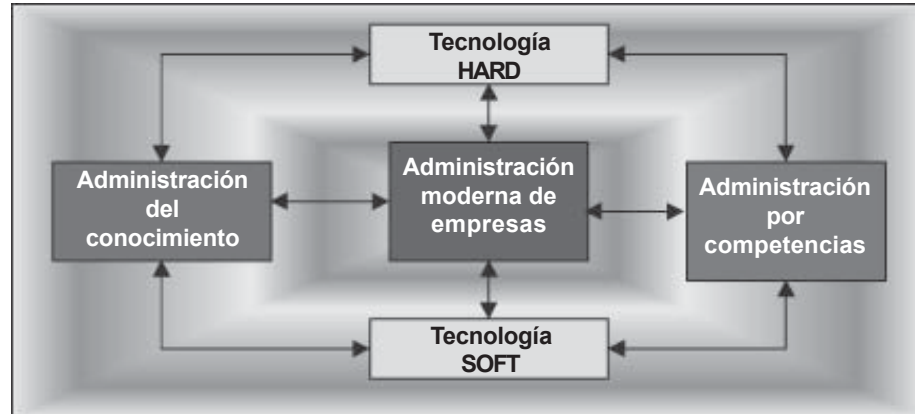 Tecnología
HARD
Administración
del
conocimiento
Administración
moderna de
empresas
Administración
por
competencias
Tecnología
SOFT